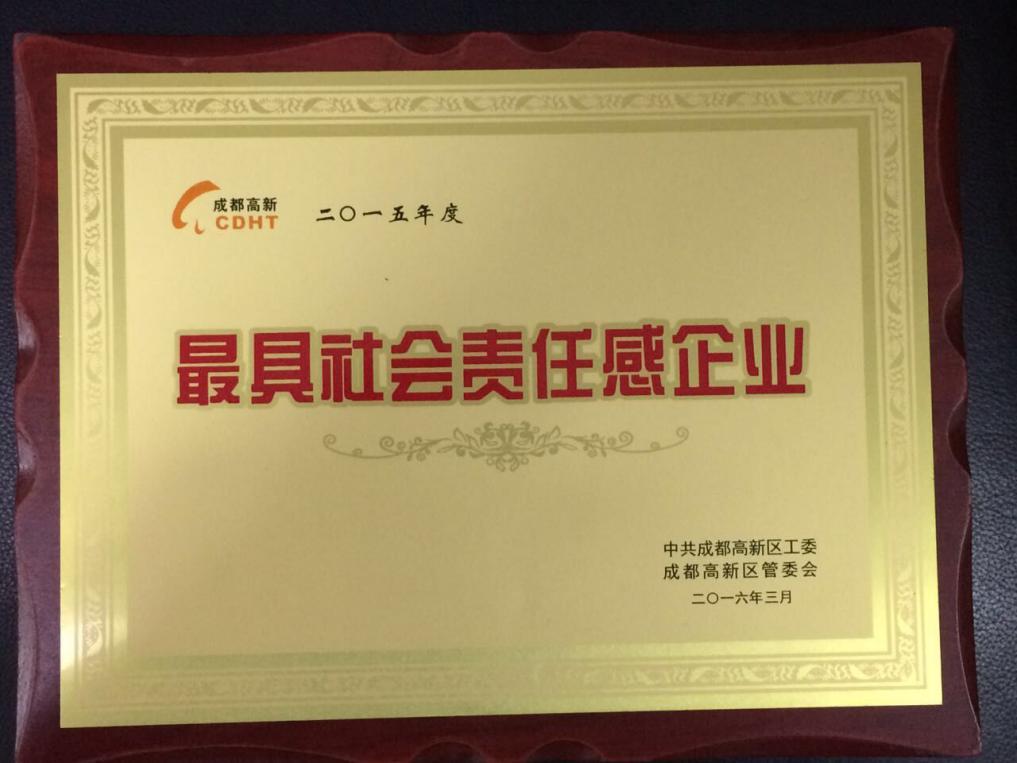 成都高新
CDHT
二〇一五年度
最具社会责任感企业
中共成都高新区工委
成都高新区管委会
二〇一六年三月